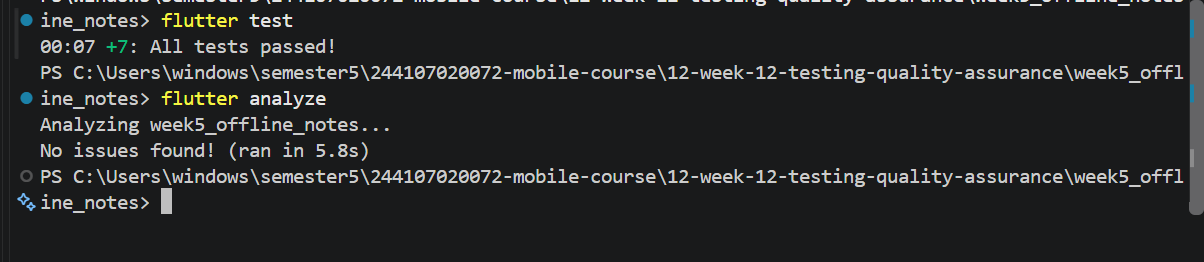 ine_notes> flutter test
00:07 +7: All tests passed!
PS C:\Users\windows\semester5\244107020072-mobile-course\12-week-12-testing-quality-assurance\week5_offl
ine_notes> flutter analyze
Analyzing week5_offline_notes...
No issues found! (ran in 5.8s)
PS C:\Users\windows\semester5\244107020072-mobile-course\12-week-12-testing-quality-assurance\week5_offl
ine_notes>